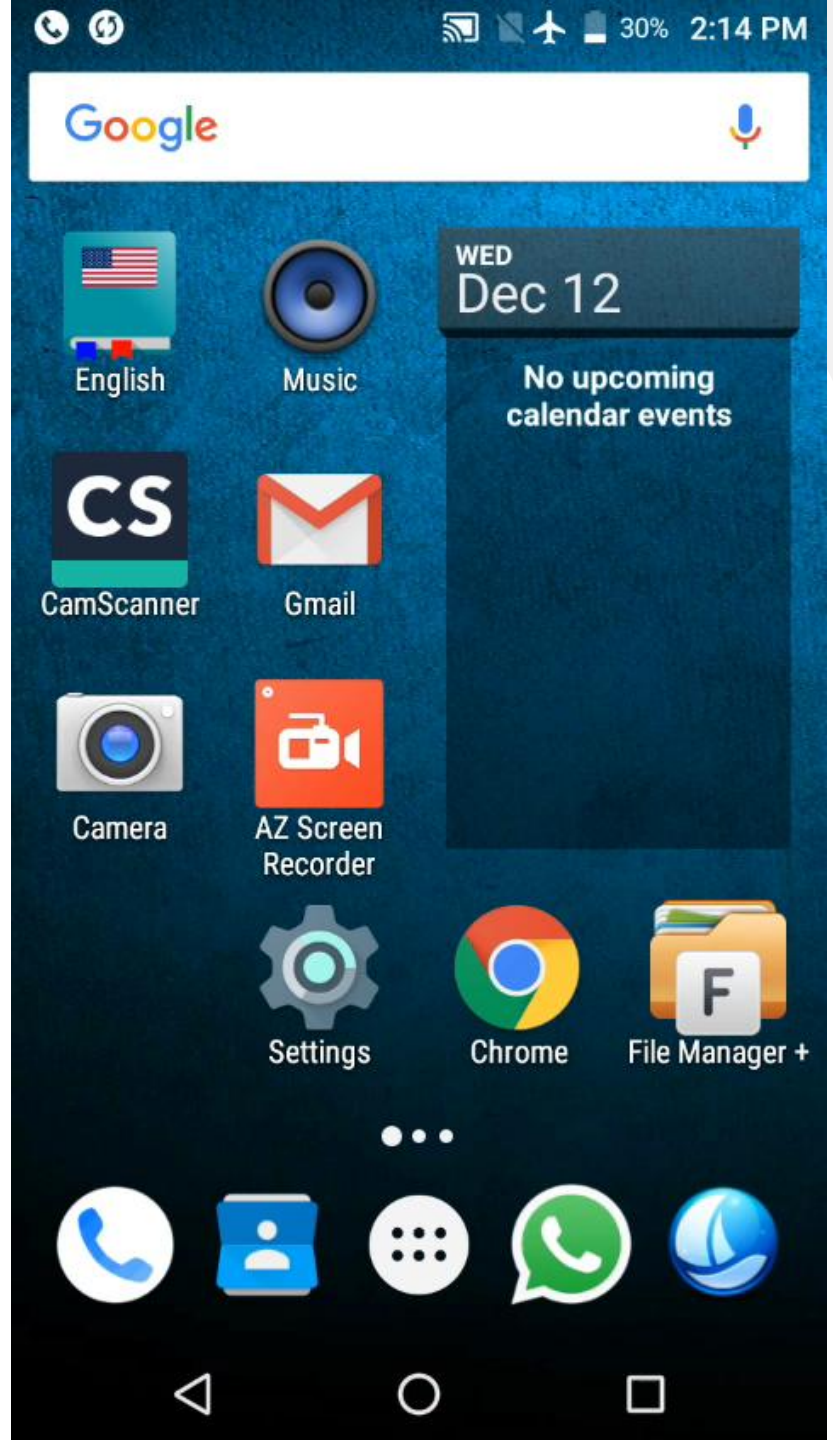 30% 2:14 PM
Google
WED
Dec 12
No upcoming
calendar events
English
Music
CS
CamScanner
Gmail
Camera
AZ Screen
Recorder
Settings
Chrome
F
File Manager +